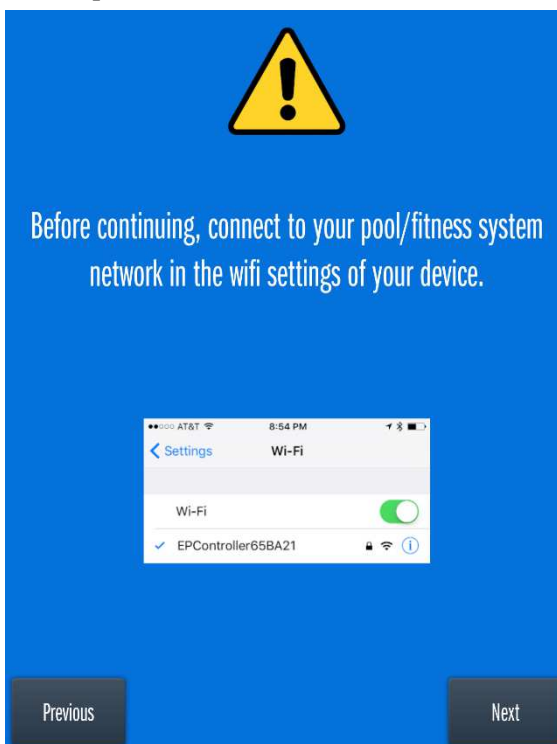 Before continuing, connect to your pool/fitness system
network in the wifi settings of your device.
AT&T 8:54 PM
Settings Wi-Fi
Wi-Fi
EPController65BA21
Previous Next